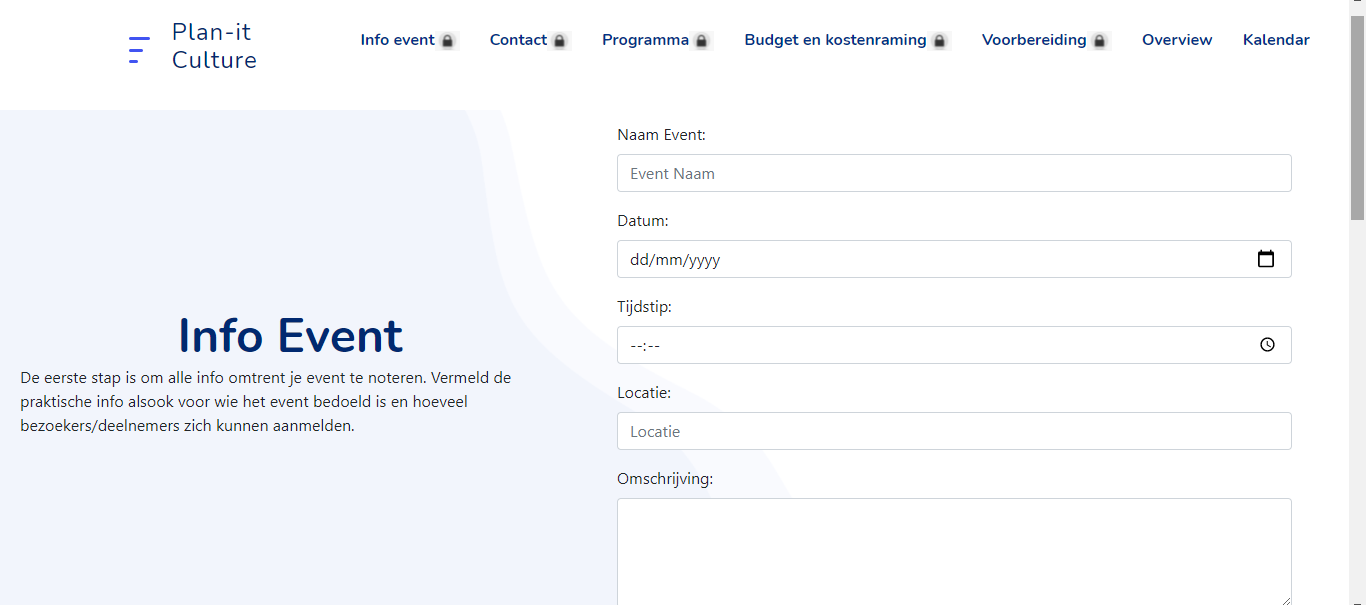 Plan-it
Culture
Info event Contact Programma Budget en kostenraming Voorbereiding Overview Kalendar
Info Event
De eerste stap is om alle info omtrent je event te noteren. Vermeld de
praktische info alsook voor wie het event bedoeld is en hoeveel
bezoekers/deelnemers zich kunnen aanmelden.
Naam Event:
Event Naam
Datum:
dd/mm/yyyy
Tijdstip:
--:--
Locatie:
Locatie
Omschrijving: